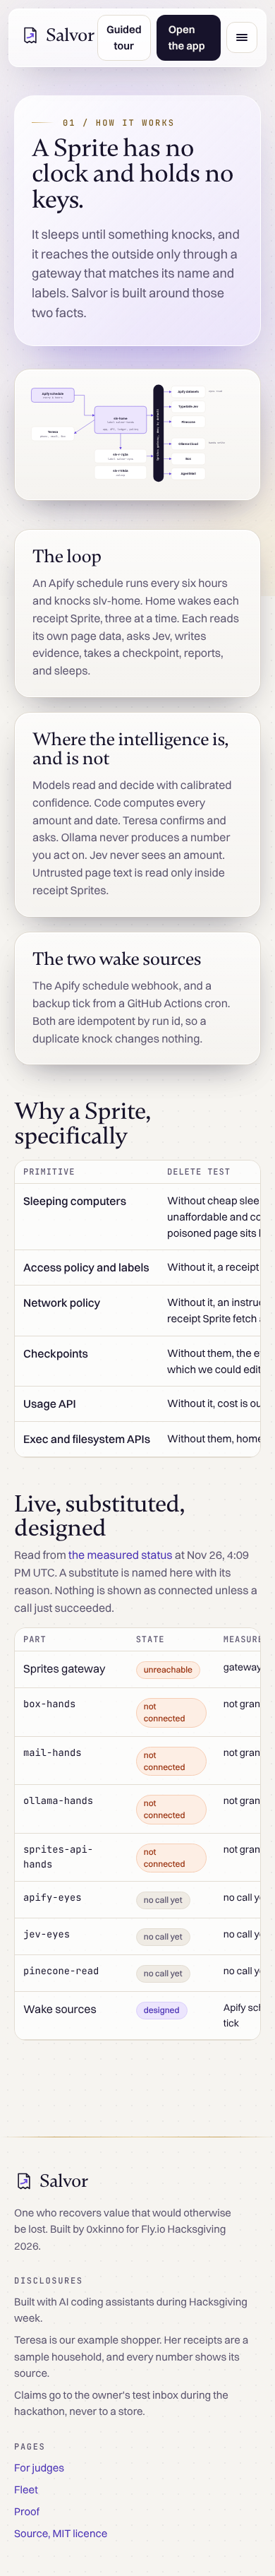 Salvor
Guided
tour
Open
the app
01 / HOW IT WORKS
A Sprite has no
clock and holds no
keys.
It sleeps until something knocks, and
it reaches the outside only through a
gateway that matches its name and
labels. Salvor is built around those
two facts.
The loop
An Apify schedule runs every six hours
and knocks slv-home. Home wakes each
receipt Sprite, three at a time. Each reads
its own page data, asks Jev, writes
evidence, takes a checkpoint, reports,
and sleeps.
Where the intelligence is,
and is not
Models read and decide with calibrated
confidence. Code computes every
amount and date. Teresa confirms and
asks. Ollama never produces a number
you act on. Jev never sees an amount.
Untrusted page text is read only inside
receipt Sprites.
The two wake sources
The Apify schedule webhook, and a
backup tick from a GitHub Actions cron.
Both are idempotent by run id, so a
duplicate knock changes nothing.
Why a Sprite,
specifically
PRIMITIVE DELETE TEST
Sleeping computers
Without cheap slee
unaffordable and co
poisoned page sits
Access policy and labels Without it, a receipt
Network policy
Without it, an instru
receipt Sprite fetch
Checkpoints
Without them, the e
which we could edit
Usage API Without it, cost is ou
Exec and filesystem APIs Without them, home
Live, substituted,
designed
Read from the measured status at Nov 26, 4:09
PM UTC. A substitute is named here with its
reason. Nothing is shown as connected unless a
call just succeeded.
PART STATE MEASURE
Sprites gateway unreachable gateway
box-hands not connected not gran
mail-hands not connected not gran
ollama-hands not connected not gran
sprites-api-
hands not connected not gran
apify-eyes no call yet no call ye
jev-eyes no call yet no call ye
pinecone-read no call yet no call ye
Wake sources designed Apify sch
tick
Salvor
One who recovers value that would otherwise
be lost. Built by 0xkinno for Fly.io Hacksgiving
2026.
DISCLOSURES
Built with AI coding assistants during Hacksgiving
week.
Teresa is our example shopper. Her receipts are a
sample household, and every number shows its
source.
Claims go to the owner's test inbox during the
hackathon, never to a store.
PAGES
For judges
Fleet
Proof
Source, MIT licence